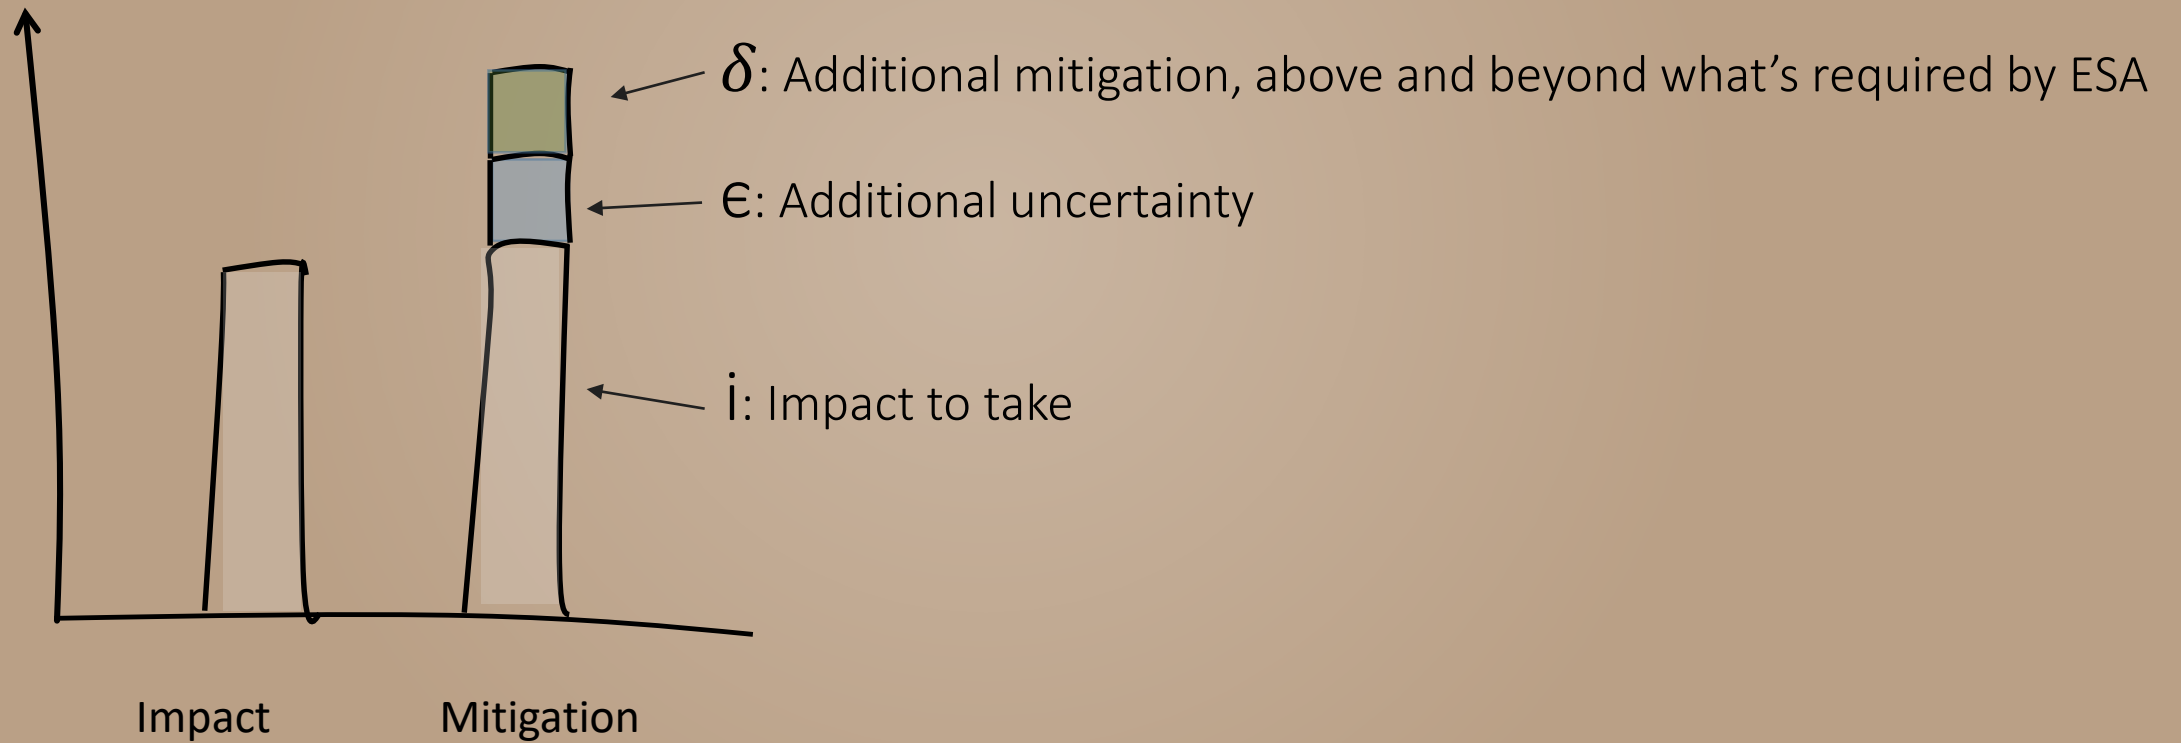 δ: Additional mitigation, above and beyond what’s required by ESA
ϵ: Additional uncertainty
i: Impact to take
Impact
Mitigation